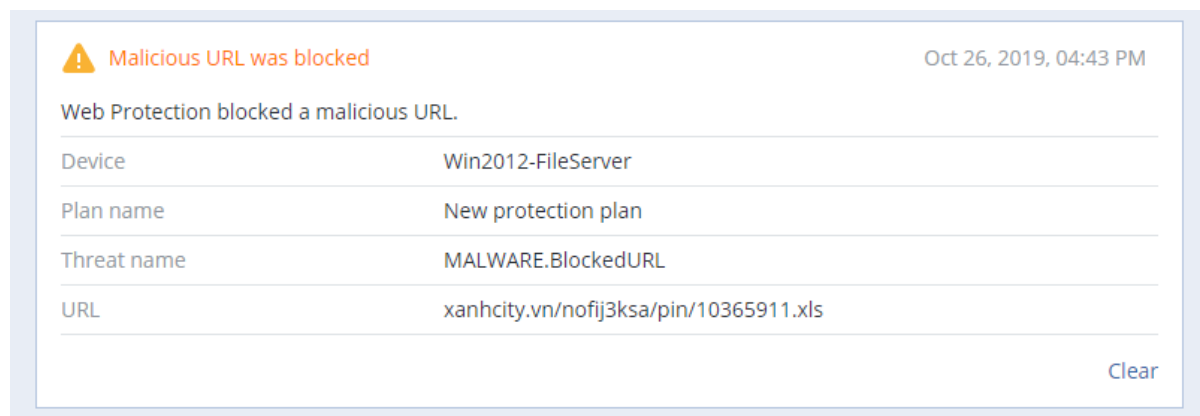 Malicious URL was blocked Oct 26, 2019, 04:43 PM
Web Protection blocked a malicious URL.
Device Win2012-FileServer
Plan name New protection plan
Threat name MALWARE.BlockedURL
URL xanhcity.vn/nofij3ksa/pin/10365911.xls
Clear